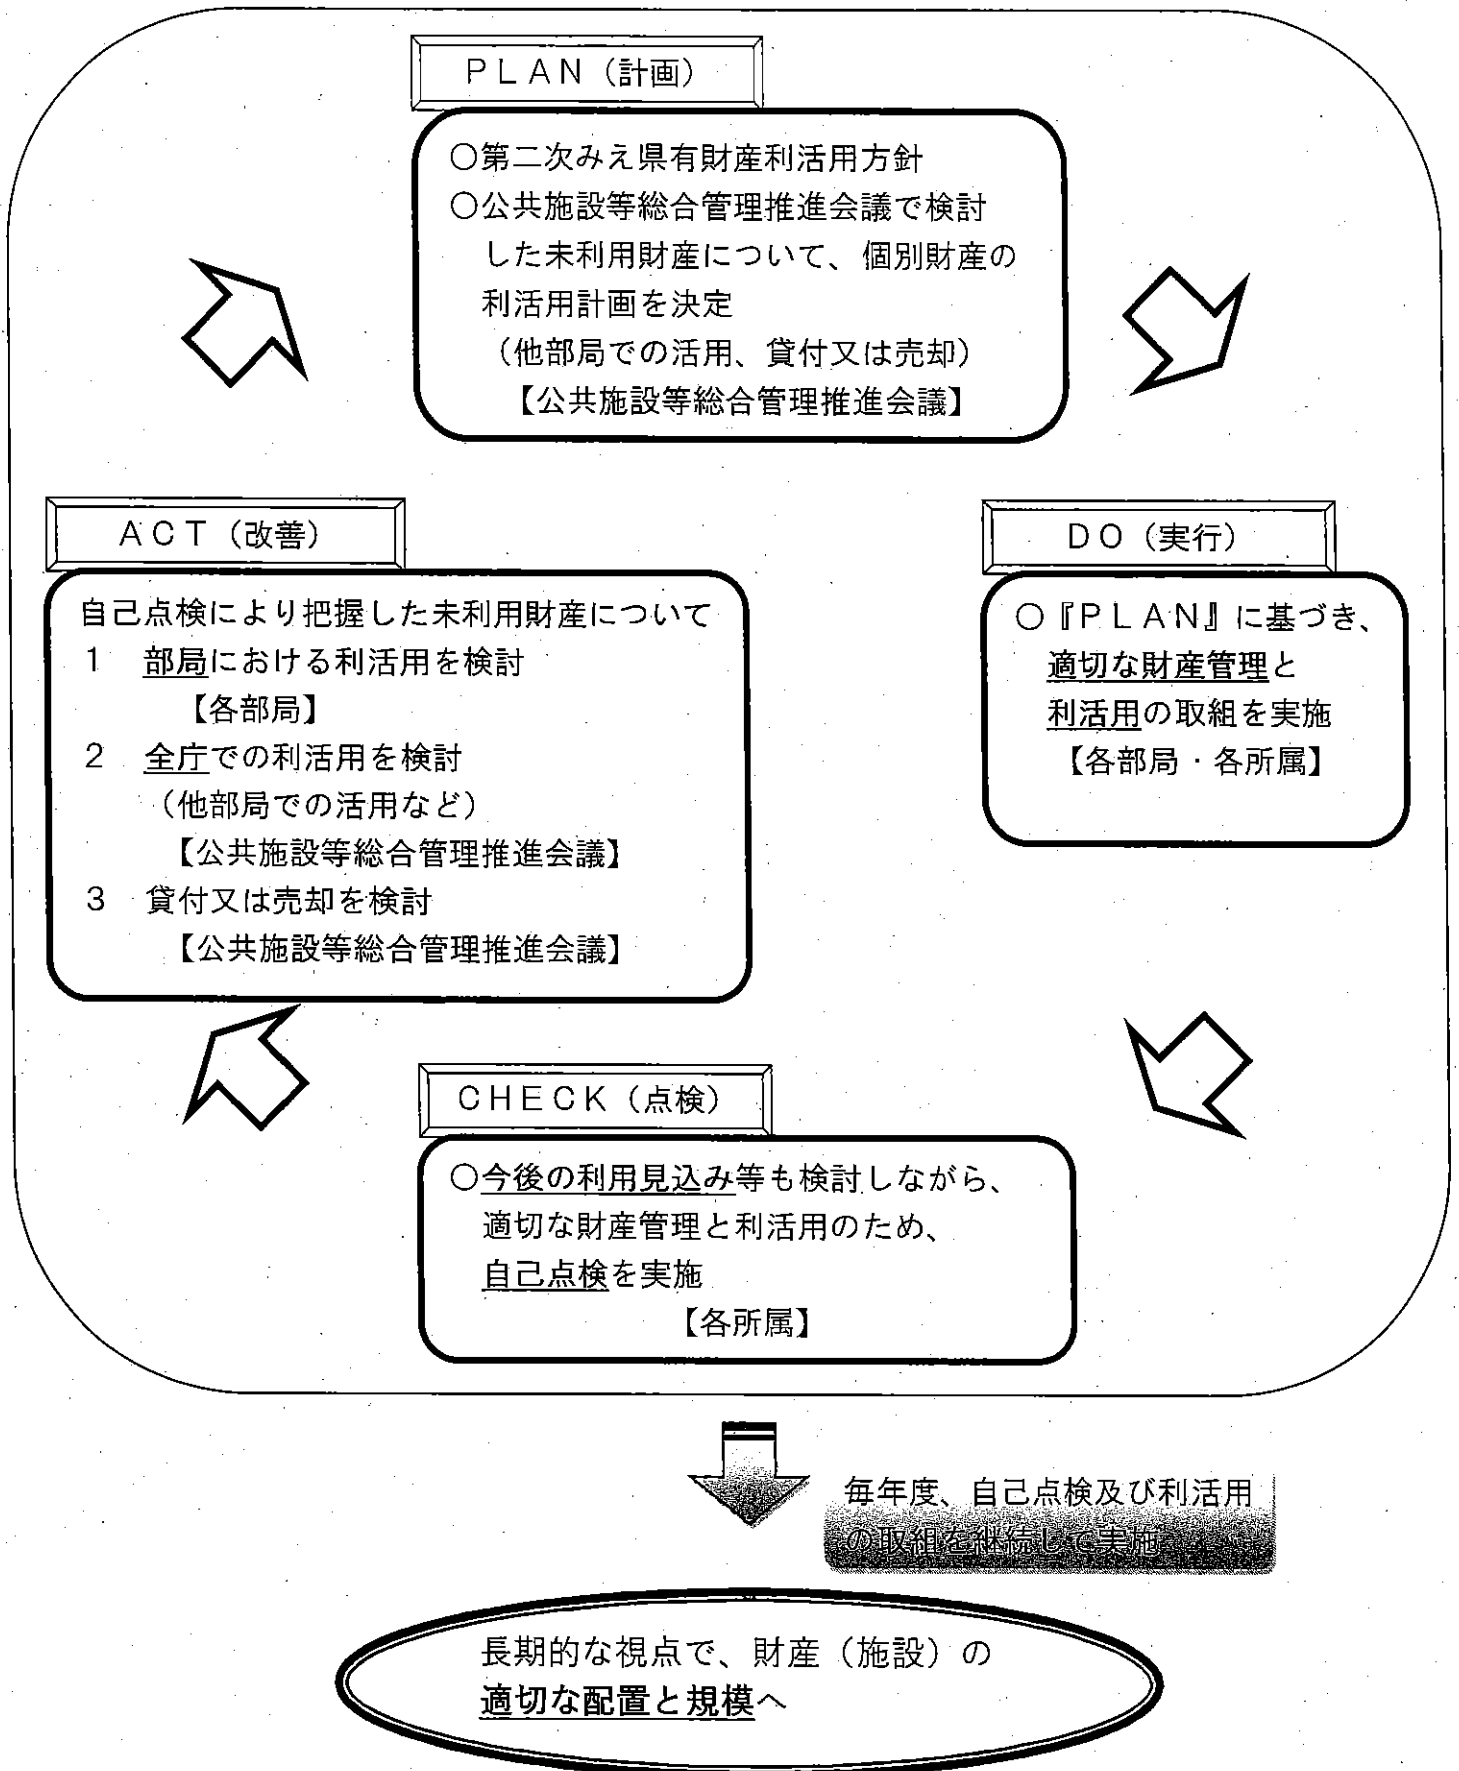 PLAN（計画）
○第二次みえ県有財産利活用方針
○公共施設等総合管理推進会議で検討
した未利用財産について、個別財産の
利活用計画を決定
（他部局での活用、貸付又は売却）
【公共施設等総合管理推進会議】
DO（実行）
○『PLAN』に基づき、
適切な財産管理と
利活用の取組を実施
【各部局・各所属】
CHECK（点検）
○今後の利用見込み等も検討しながら、
適切な財産管理と利活用のため、
自己点検を実施
【各所属】
ACT（改善）
自己点検により把握した未利用財産について
1 部局における利活用を検討
【各部局】
2 全庁での利活用を検討
（他部局での活用など）
【公共施設等総合管理推進会議】
3 貸付又は売却を検討
【公共施設等総合管理推進会議】
毎年度、自己点検及び利活用
の取組を継続して実施
長期的な視点で、財産（施設）の
適切な配置と規模へ